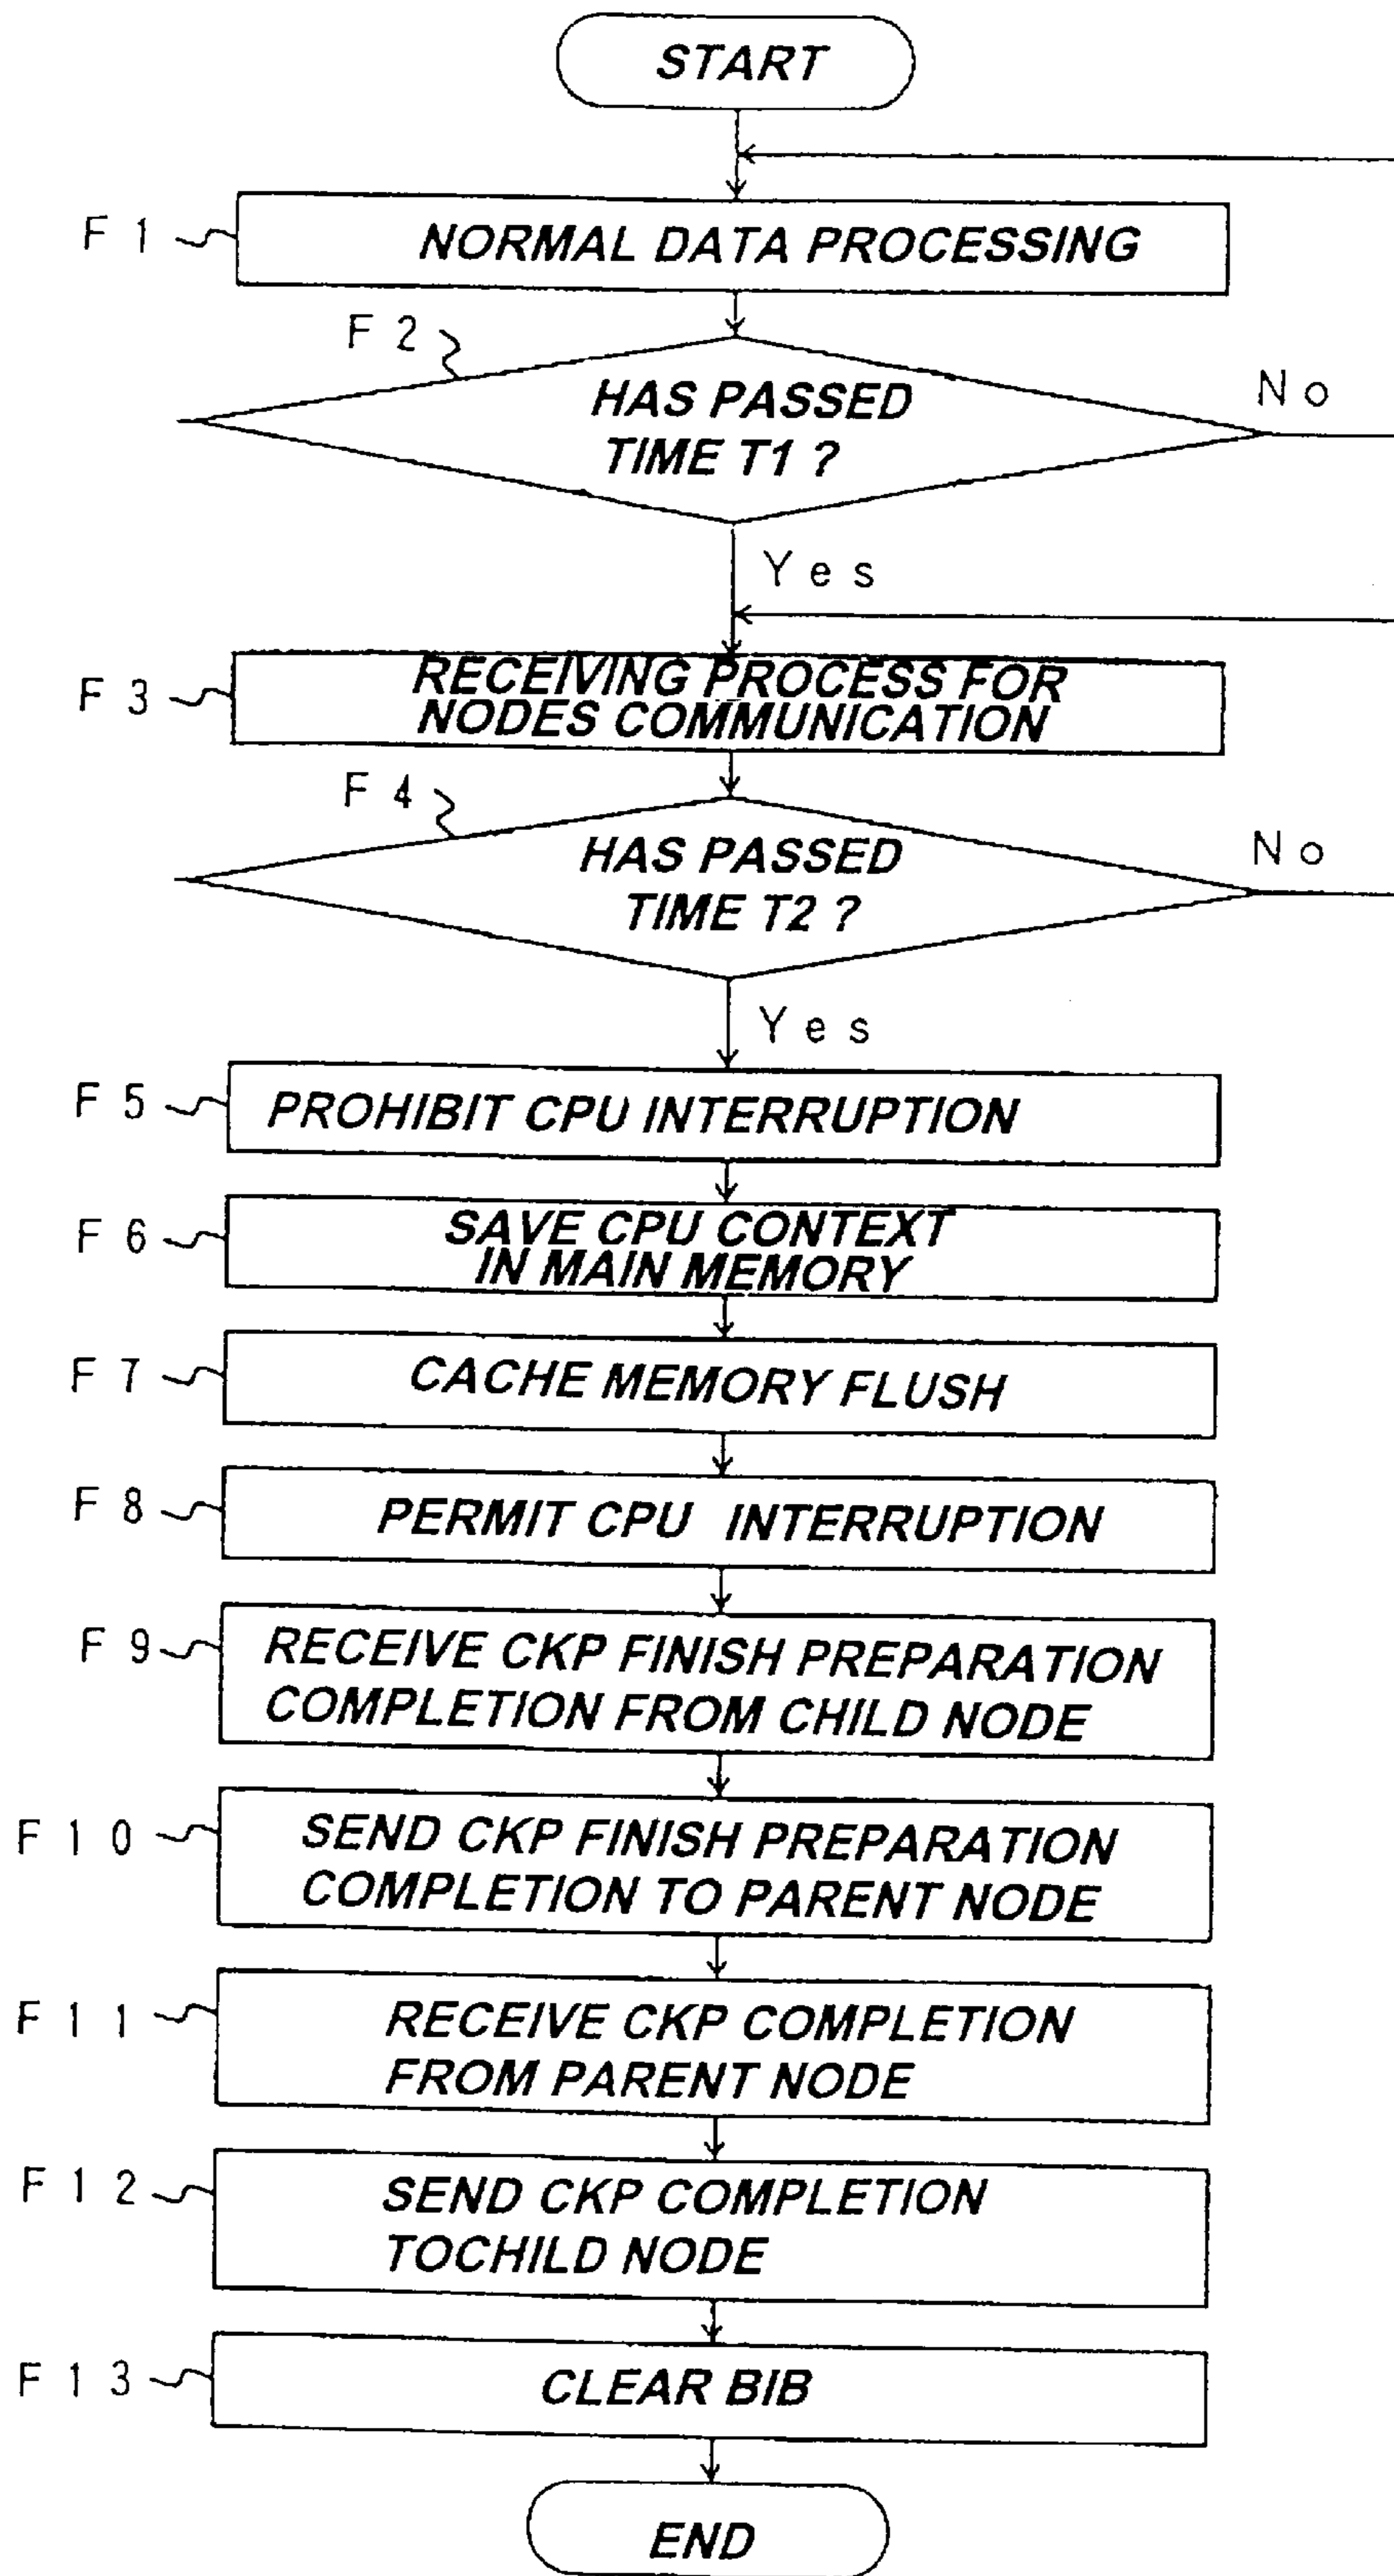 START
F 1 NORMAL DATA PROCESSING
F 2
HAS PASSED
TIME T1 ?
No
Yes
F 3 RECEIVING PROCESS FOR
NODES COMMUNICATION
F 4
HAS PASSED
TIME T2 ?
No
Yes
F 5 PROHIBIT CPU INTERRUPTION
F 6 SAVE CPU CONTEXT
IN MAIN MEMORY
F 7 CACHE MEMORY FLUSH
F 8 PERMIT CPU INTERRUPTION
F 9 RECEIVE CKP FINISH PREPARATION
COMPLETION FROM CHILD NODE
F 1 0 SEND CKP FINISH PREPARATION
COMPLETION TO PARENT NODE
F 1 1 RECEIVE CKP COMPLETION
FROM PARENT NODE
F 1 2 SEND CKP COMPLETION
TOCHILD NODE
F 1 3 CLEAR BIB
END